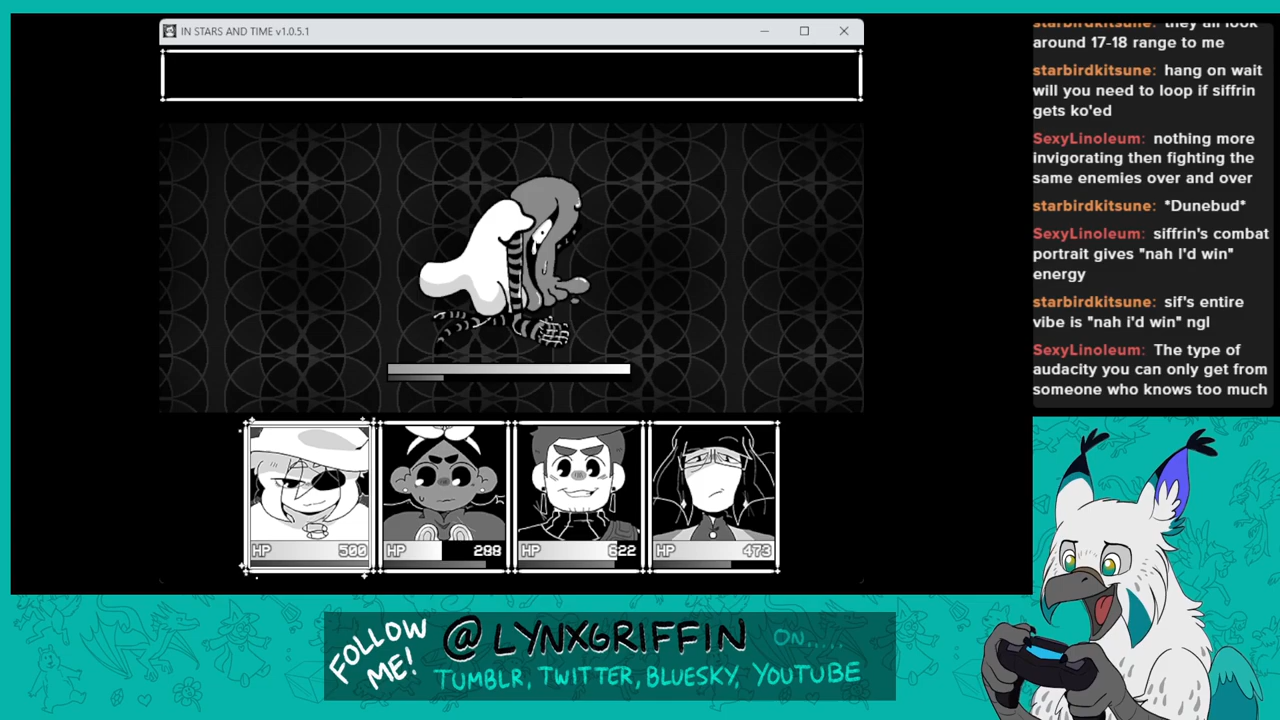 IN STARS AND TIME v1.0.5.1
HP 500
HP 288
HP 622
HP 473
starbirdkitsune: they all look
around 17-18 range to me
starbirdkitsune: hang on wait
will you need to loop if siffrin
gets ko'ed
SexyLinoleum: nothing more
invigorating then fighting the
same enemies over and over
starbirdkitsune: *Dunebud*
SexyLinoleum: siffrin's combat
portrait gives "nah I'd win"
energy
starbirdkitsune: sif's entire
vibe is "nah i'd win" ngl
SexyLinoleum: The type of
audacity you can only get from
someone who knows too much
FOLLOW
ME!
@LYNXGRIFFIN ON.....
TUMBLR, TWITTER, BLUESKY, YOUTUBE